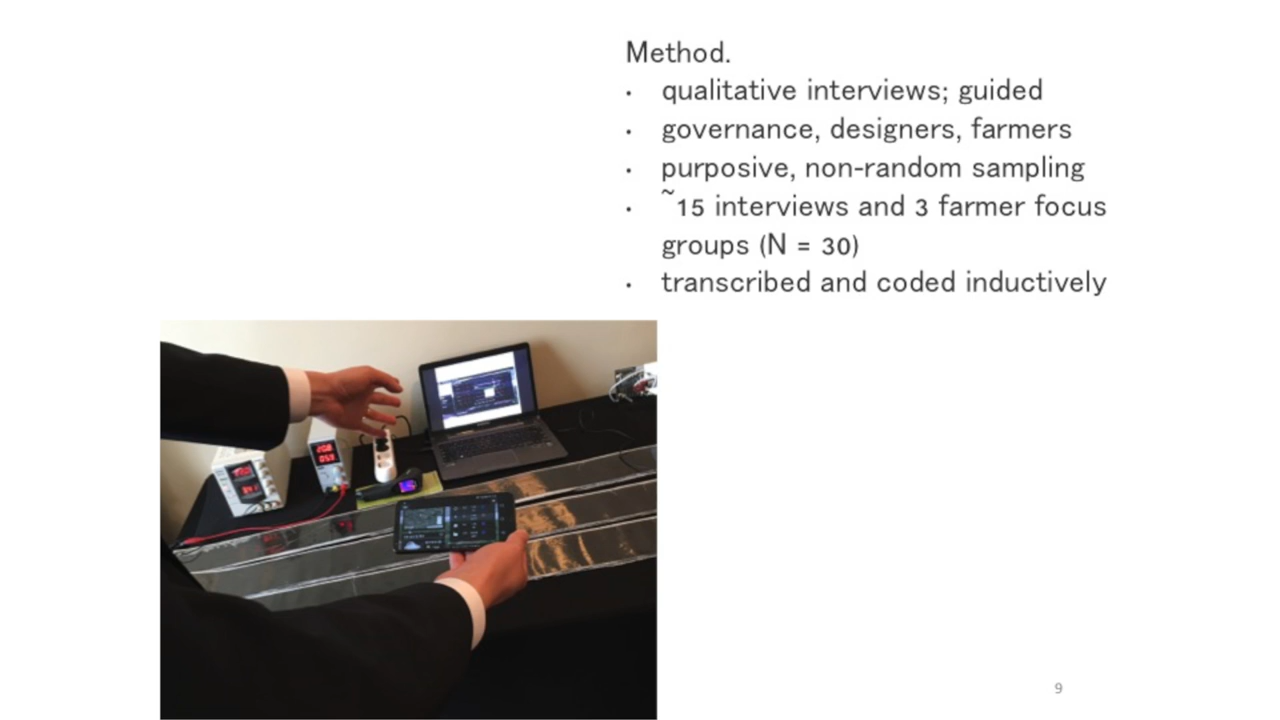 Method.
· qualitative interviews; guided
· governance, designers, farmers
· purposive, non-random sampling
· ~15 interviews and 3 farmer focus
groups (N = 30)
· transcribed and coded inductively
9